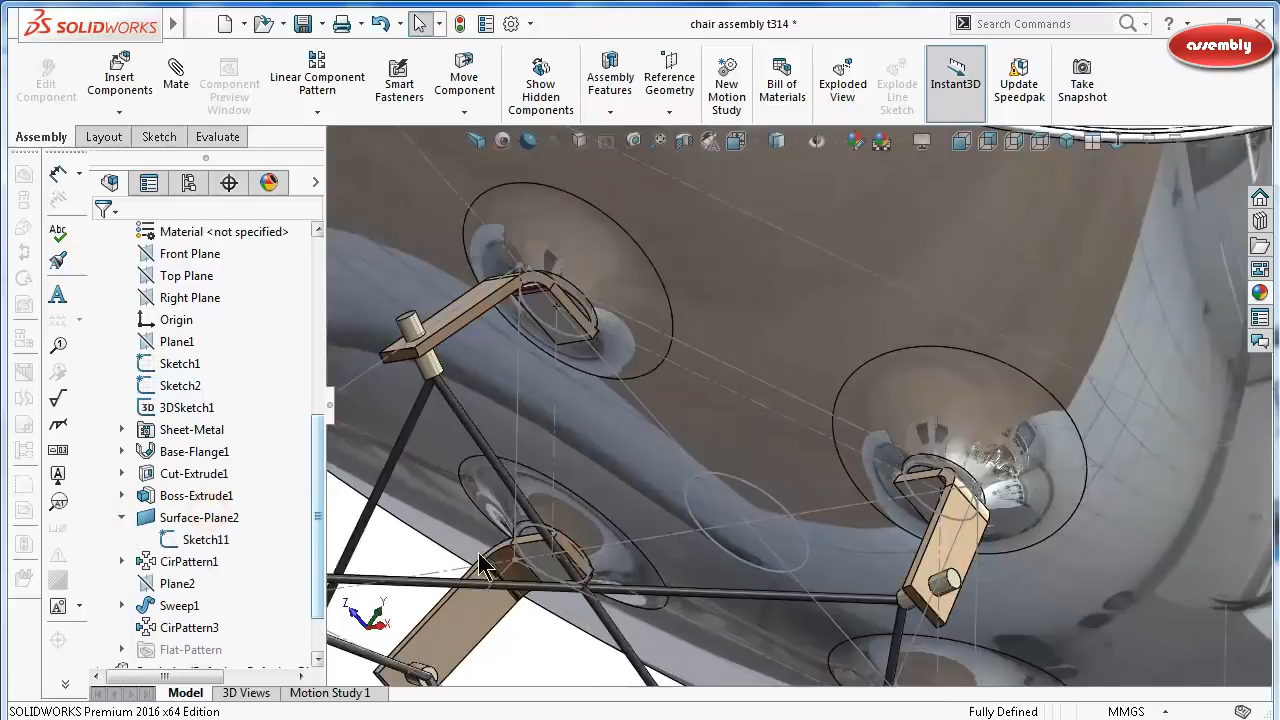 SOLIDWORKS
chair assembly t314 *
Search Commands
?
assembly
Edit Component
Insert Components
Mate
Component Preview Window
Linear Component Pattern
Smart Fasteners
Move Component
Show Hidden Components
Assembly Features
Reference Geometry
New Motion Study
Bill of Materials
Exploded View
Explode Line Sketch
Instant3D
Update Speedpak
Take Snapshot
Assembly
Layout
Sketch
Evaluate
Material <not specified>
Front Plane
Top Plane
Right Plane
Origin
Plane1
Sketch1
Sketch2
3D 3DSketch1
Sheet-Metal
Base-Flange1
Cut-Extrude1
Boss-Extrude1
Surface-Plane2
Sketch11
CirPattern1
Plane2
Sweep1
CirPattern3
Flat-Pattern
Abc
A
Z Y X
Model
3D Views
Motion Study 1
SOLIDWORKS Premium 2016 x64 Edition
Fully Defined
MMGS